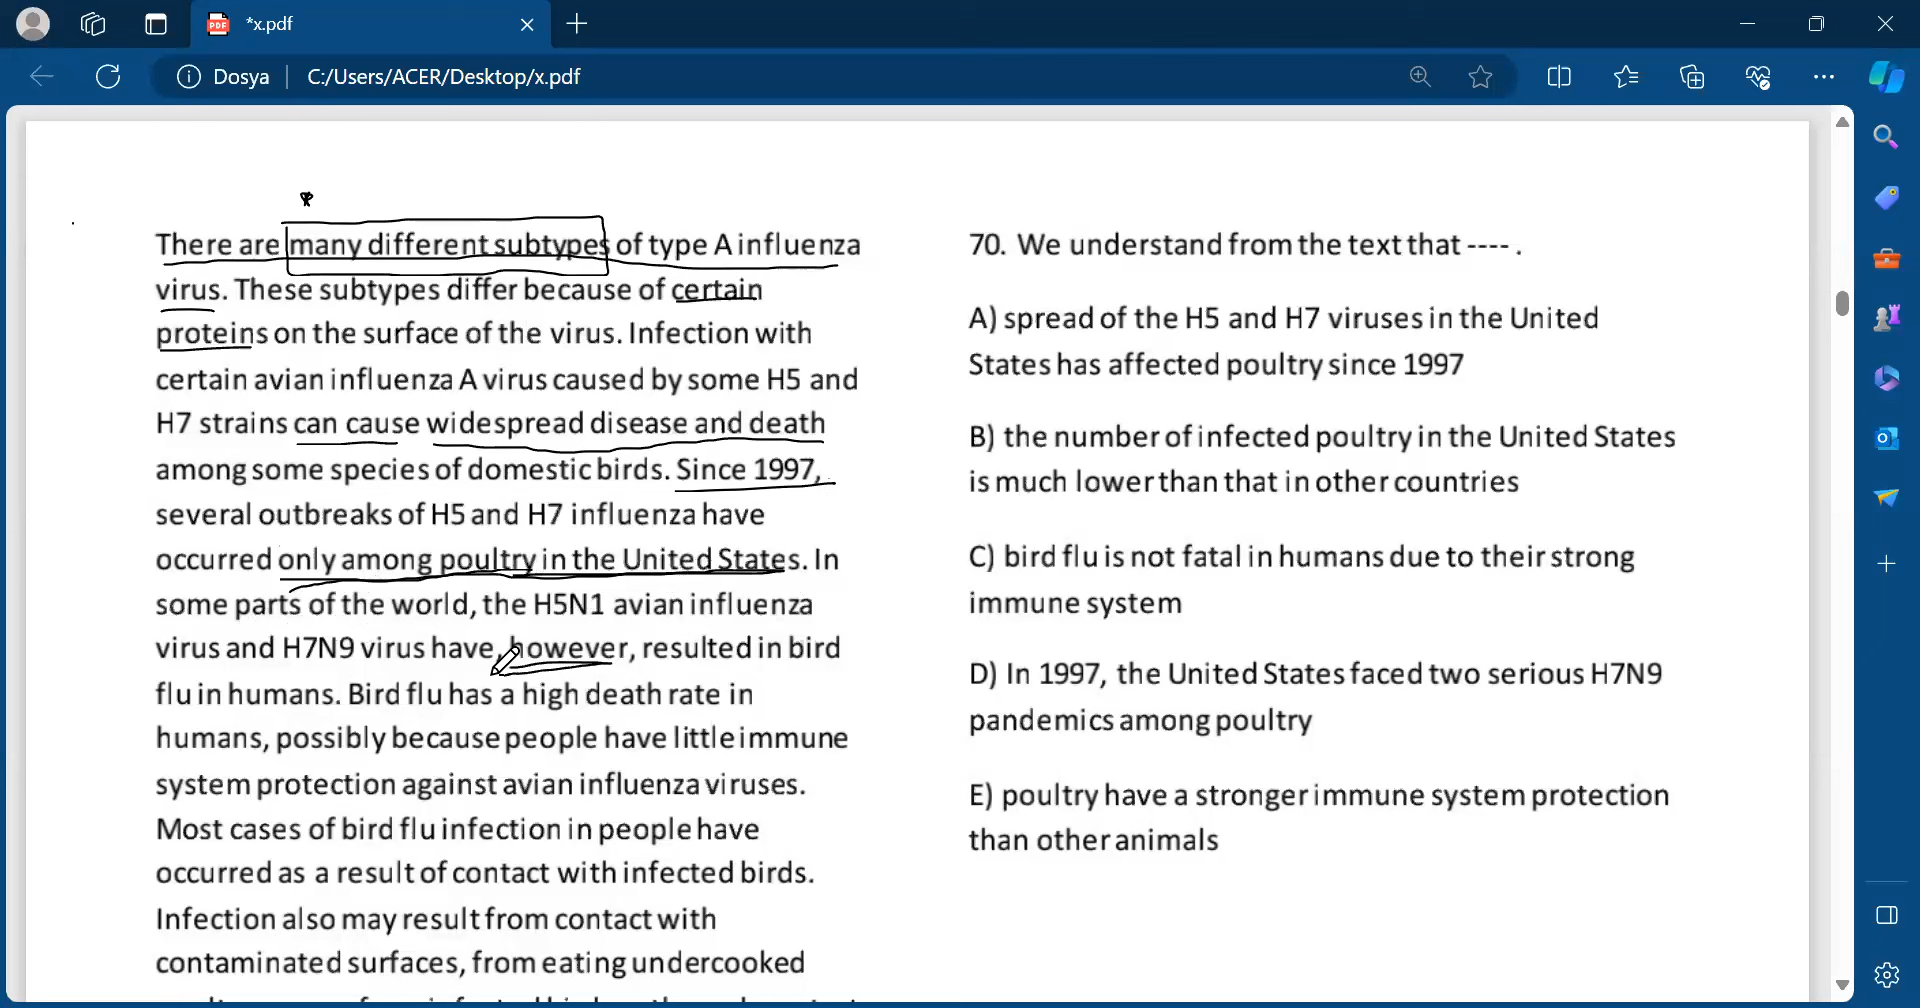 *x.pdf
Dosya
C:/Users/ACER/Desktop/x.pdf
There are many different subtypes of type A influenza
virus. These subtypes differ because of certain
proteins on the surface of the virus. Infection with
certain avian influenza A virus caused by some H5 and
H7 strains can cause widespread disease and death
among some species of domestic birds. Since 1997,
several outbreaks of H5 and H7 influenza have
occurred only among poultry in the United States. In
some parts of the world, the H5N1 avian influenza
virus and H7N9 virus have, however, resulted in bird
flu in humans. Bird flu has a high death rate in
humans, possibly because people have little immune
system protection against avian influenza viruses.
Most cases of bird flu infection in people have
occurred as a result of contact with infected birds.
Infection also may result from contact with
contaminated surfaces, from eating undercooked
70. We understand from the text that ---- .
A) spread of the H5 and H7 viruses in the United
States has affected poultry since 1997
B) the number of infected poultry in the United States
is much lower than that in other countries
C) bird flu is not fatal in humans due to their strong
immune system
D) In 1997, the United States faced two serious H7N9
pandemics among poultry
E) poultry have a stronger immune system protection
than other animals